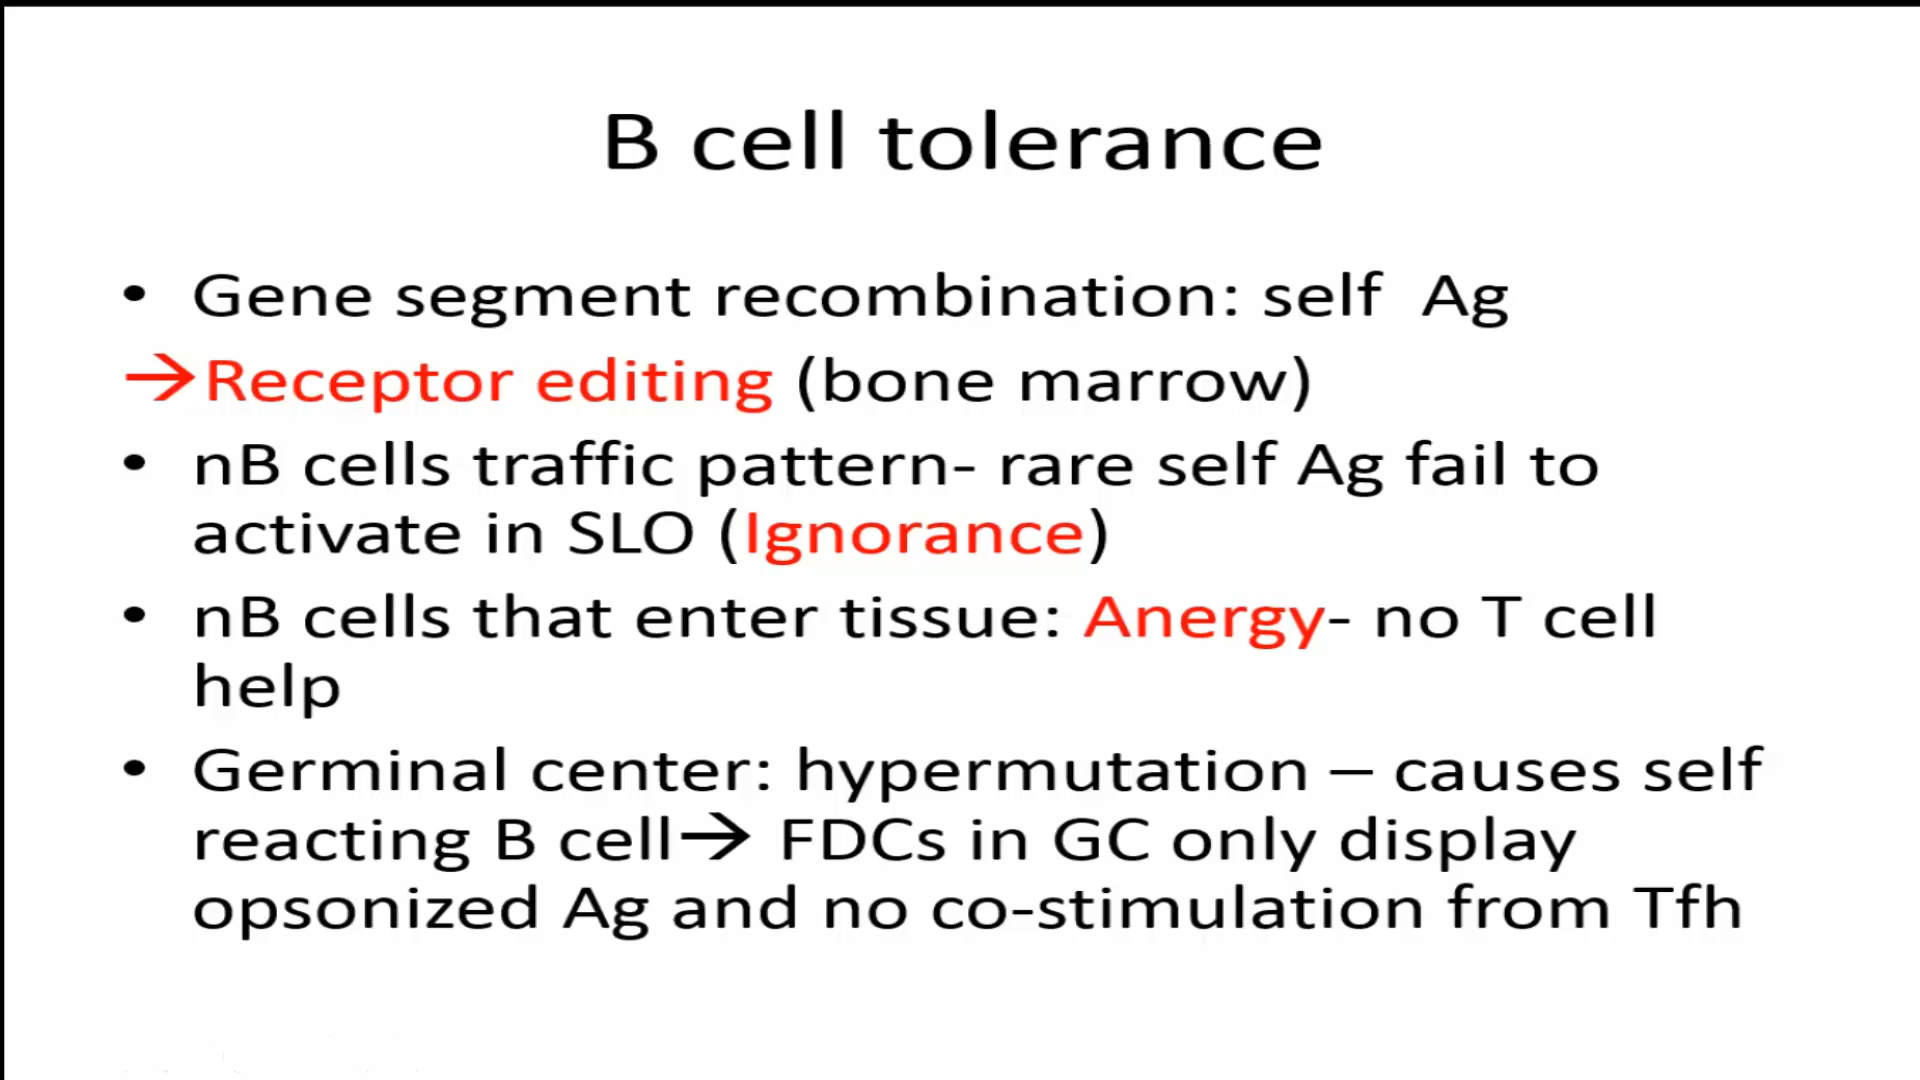 B cell tolerance
• Gene segment recombination: self Ag
→Receptor editing (bone marrow)
• nB cells traffic pattern- rare self Ag fail to
activate in SLO (Ignorance)
• nB cells that enter tissue: Anergy- no T cell
help
• Germinal center: hypermutation – causes self
reacting B cell→ FDCs in GC only display
opsonized Ag and no co-stimulation from Tfh